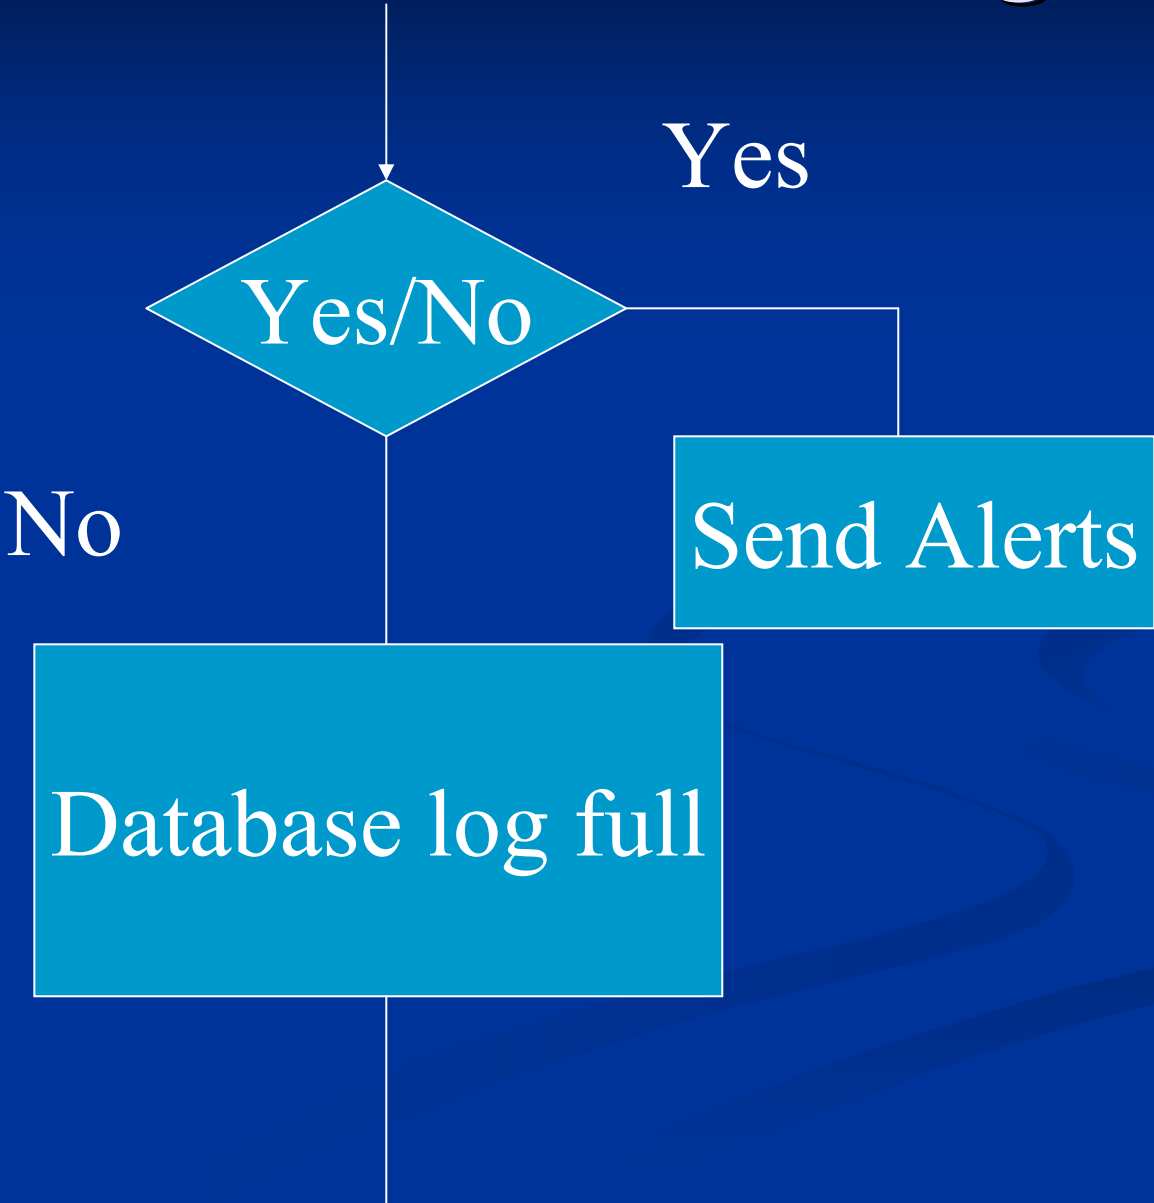 Yes
Yes/No
No
Send Alerts
Database log full